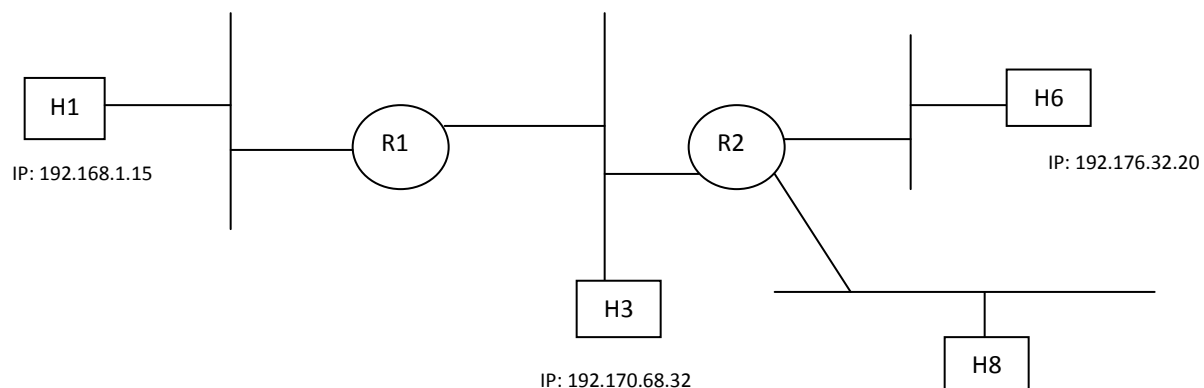 H1
IP: 192.168.1.15
R1
R2
H6
IP: 192.176.32.20
H3
IP: 192.170.68.32
H8